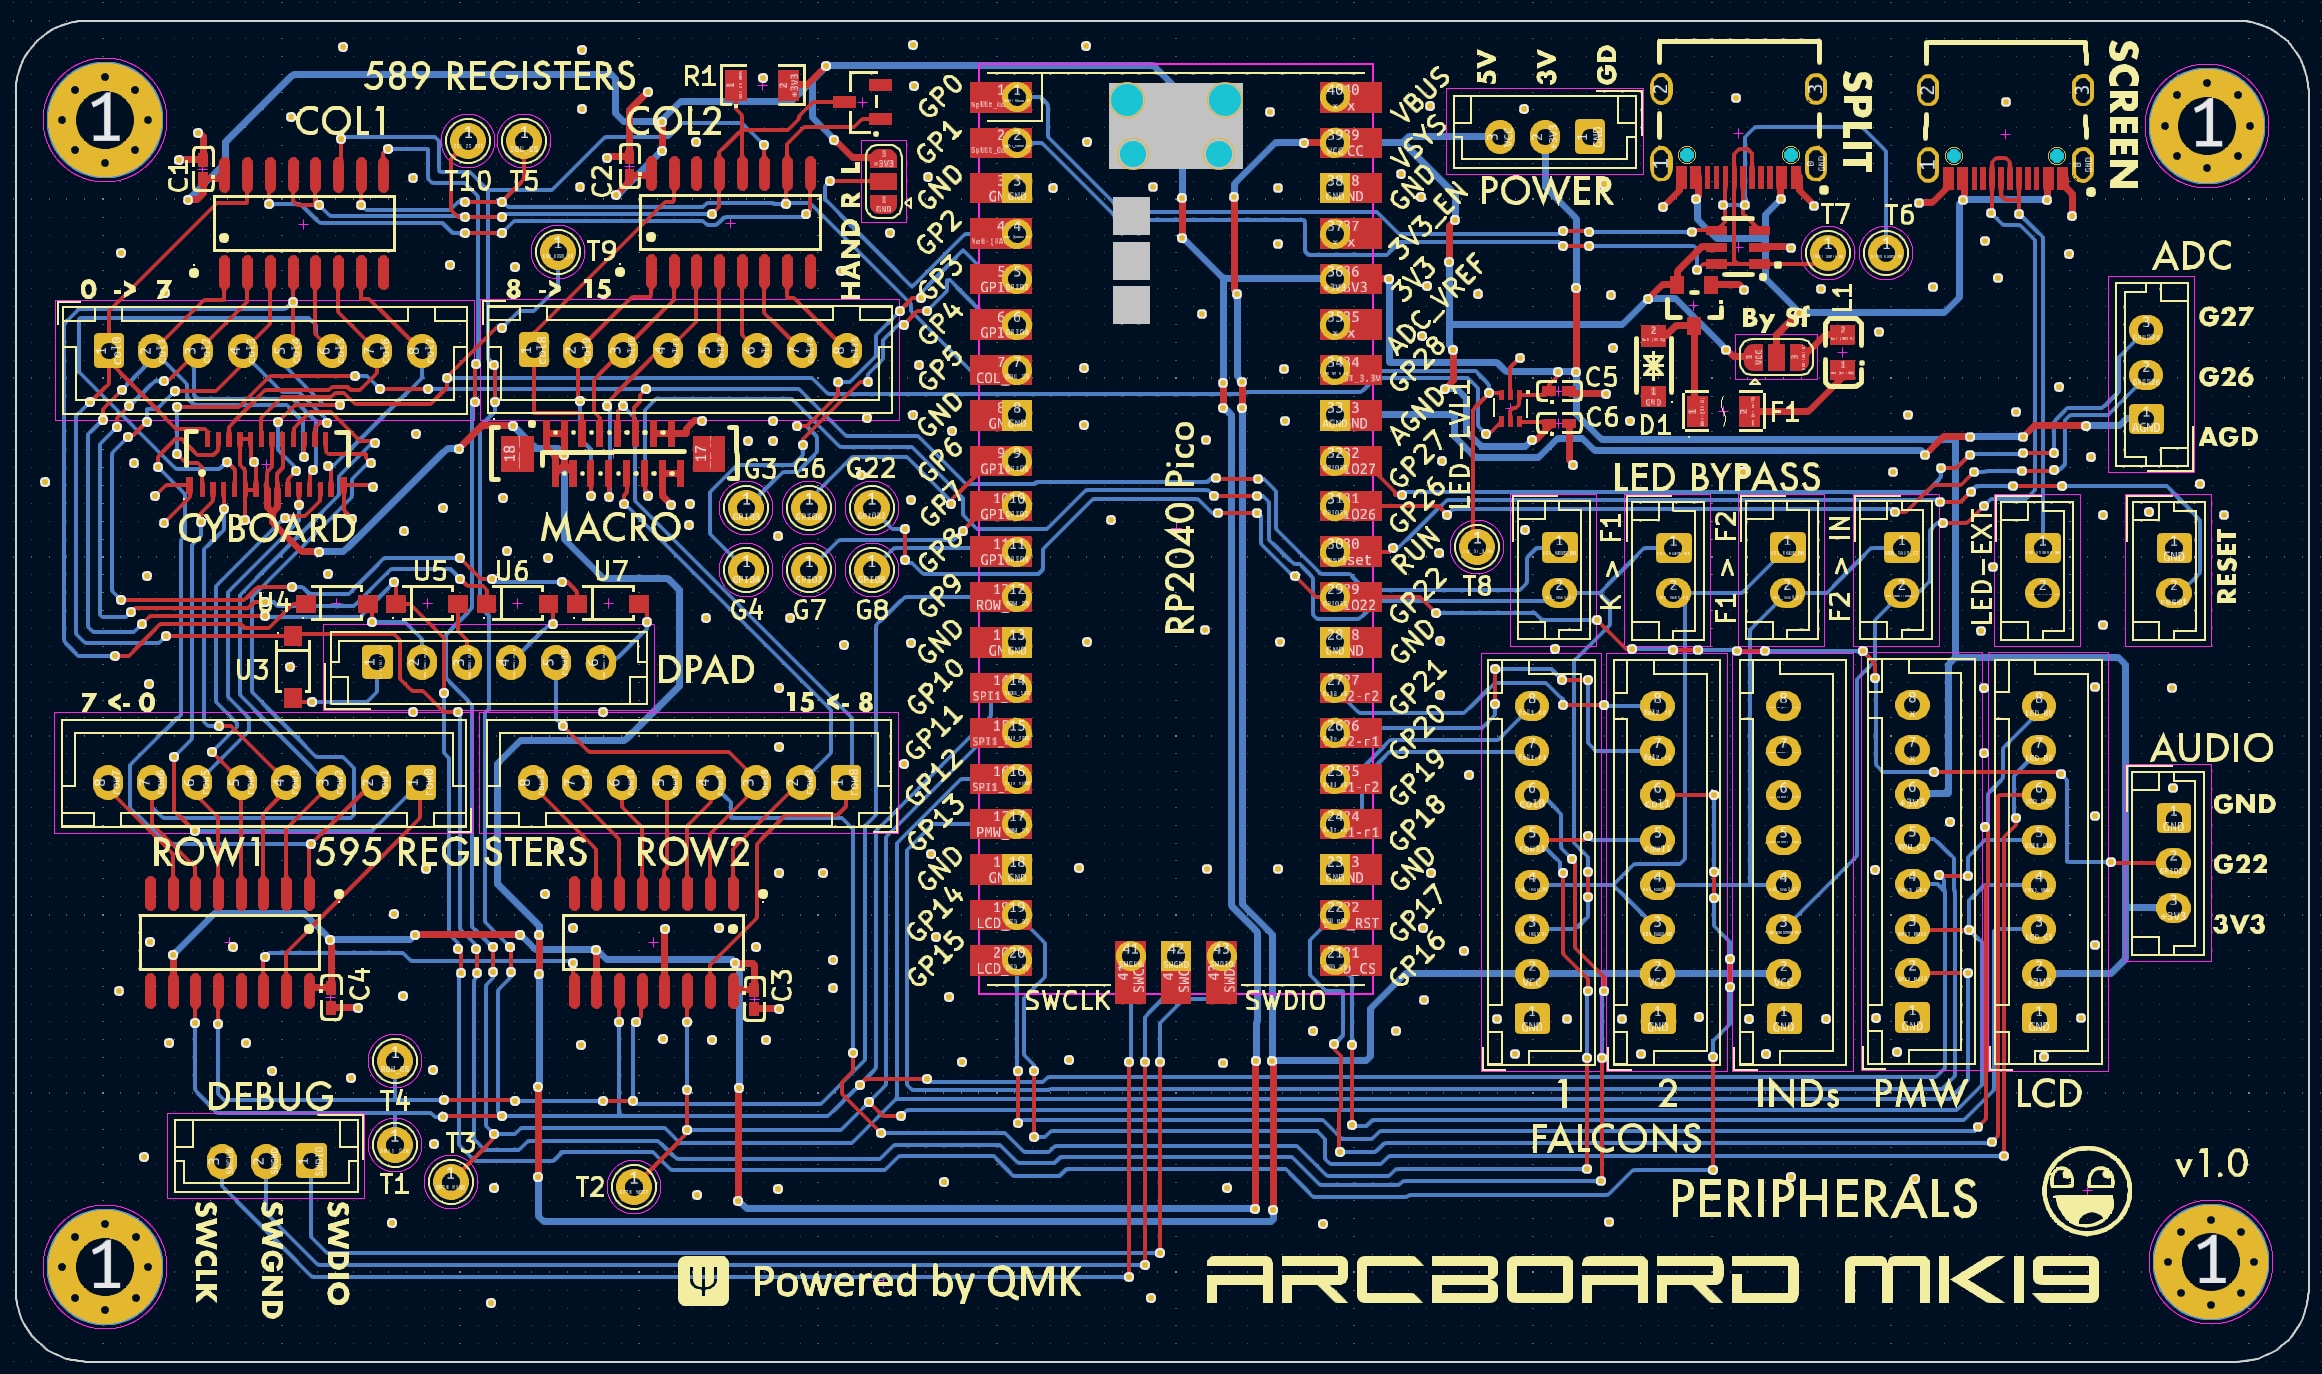 589 REGISTERS
COL1
COL2
R1
C1
C2
T10
T5
T9
HAND R L
0 -> 7
8 -> 15
CYBOARD
MACRO
G3
G6
G22
G4
G7
G8
U4
U5
U6
U7
U3
DPAD
7 <- 0
15 <- 8
ROW1
595 REGISTERS
ROW2
C4
C3
DEBUG
T4
T3
T1
T2
SWCLK
SWGND
SWDIO
GP0
GP1
GND
GP2
GP3
GP4
GP5
GND
GP6
GP7
GP8
GP9
GND
GP10
GP11
GP12
GP13
GND
GP14
GP15
RP2040 Pico
SWCLK
SWDIO
VBUS
VSYS
GND
3V3_EN
3V3
ADC_VREF
GP28
AGND
GP27
GP26
RUN
GP22
GND
GP21
GP20
GP19
GP18
GND
GP17
GP16
5V
3V
GD
POWER
SPLIT
SCREEN
T7
T6
ADC
G27
G26
AGD
By Sf
L1
D1
F1
C5
C6
LED-LVL1
T8
LED BYPASS
K > F1
F1 > F2
F2 > IN
LED-EXT
RESET
AUDIO
GND
G22
3V3
1
2
INDs
PMW
LCD
FALCONS
PERIPHERALS
v1.0
Powered by QMK
ARCBOARD MK19